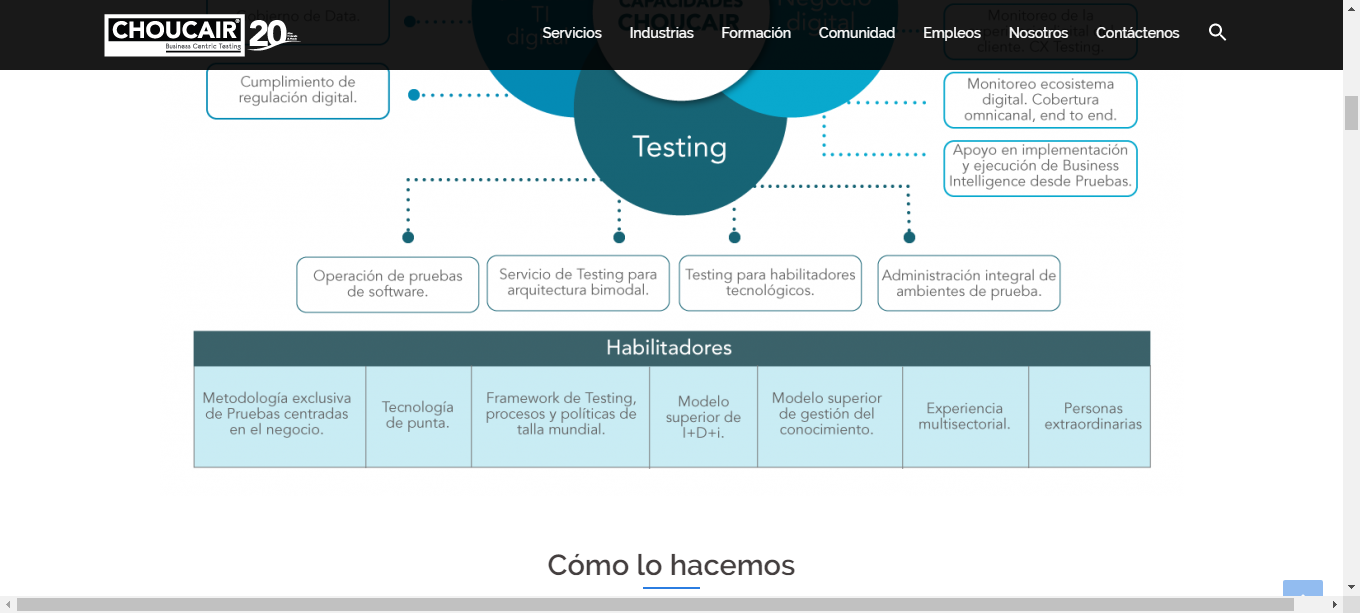 CHOUCAIR
Business Centric Testing
20
Servicios
Industrias
Formación
Comunidad
Empleos
Nosotros
Contáctenos
de Data.
TI
digital
CAPACIDADES
CHOUCAIR
Negocio
digital
Monitoreo de la
cliente. CX Testing.
Cumplimiento de
regulación digital.
Monitoreo ecosistema
digital. Cobertura
omnicanal, end to end.
Testing
Apoyo en implementación
y ejecución de Business
Intelligence desde Pruebas.
Operación de pruebas
de software.
Servicio de Testing para
arquitectura bimodal.
Testing para habilitadores
tecnológicos.
Administración integral de
ambientes de prueba.
Habilitadores
Metodología exclusiva
de Pruebas centradas
en el negocio.
Tecnología
de punta.
Framework de Testing,
procesos y políticas de
talla mundial.
Modelo
superior de
I+D+i.
Modelo superior
de gestión del
conocimiento.
Experiencia
multisectorial.
Personas
extraordinarias
Cómo lo hacemos